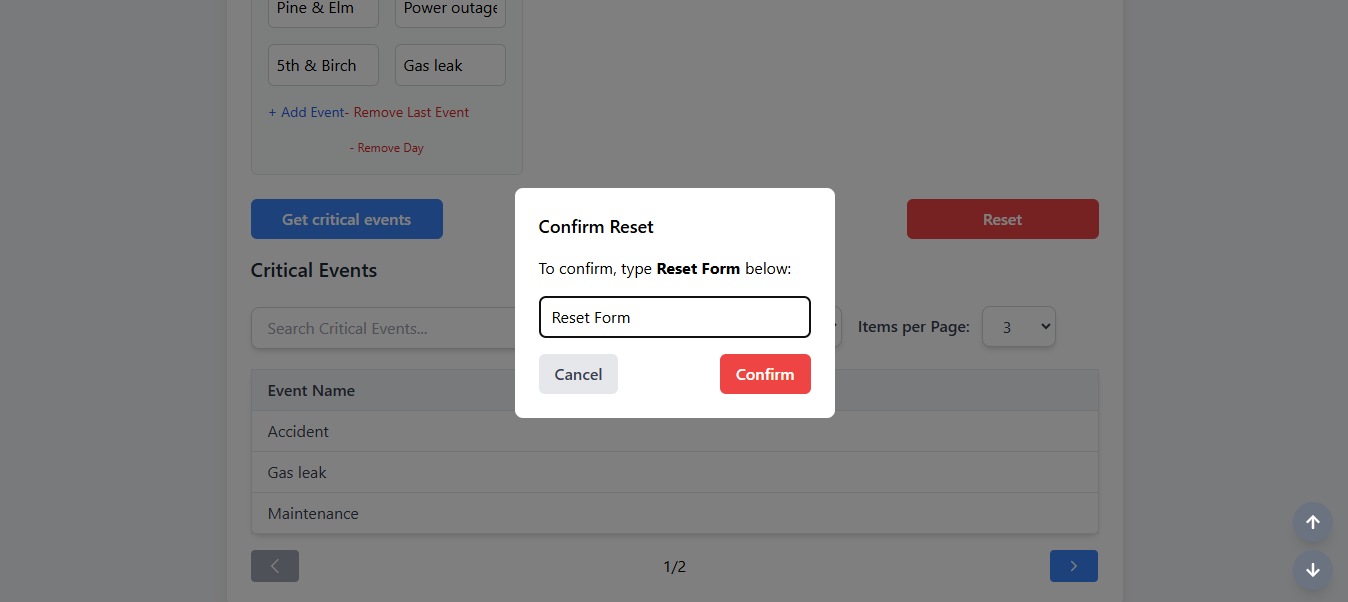 Pine & Elm Power outage
5th & Birch Gas leak
+ Add Event- Remove Last Event
- Remove Day
Get critical events Reset
Confirm Reset
To confirm, type Reset Form below:
Reset Form
Cancel Confirm
Critical Events
Search Critical Events... Items per Page: 3
Event Name
Accident
Gas leak
Maintenance
1/2